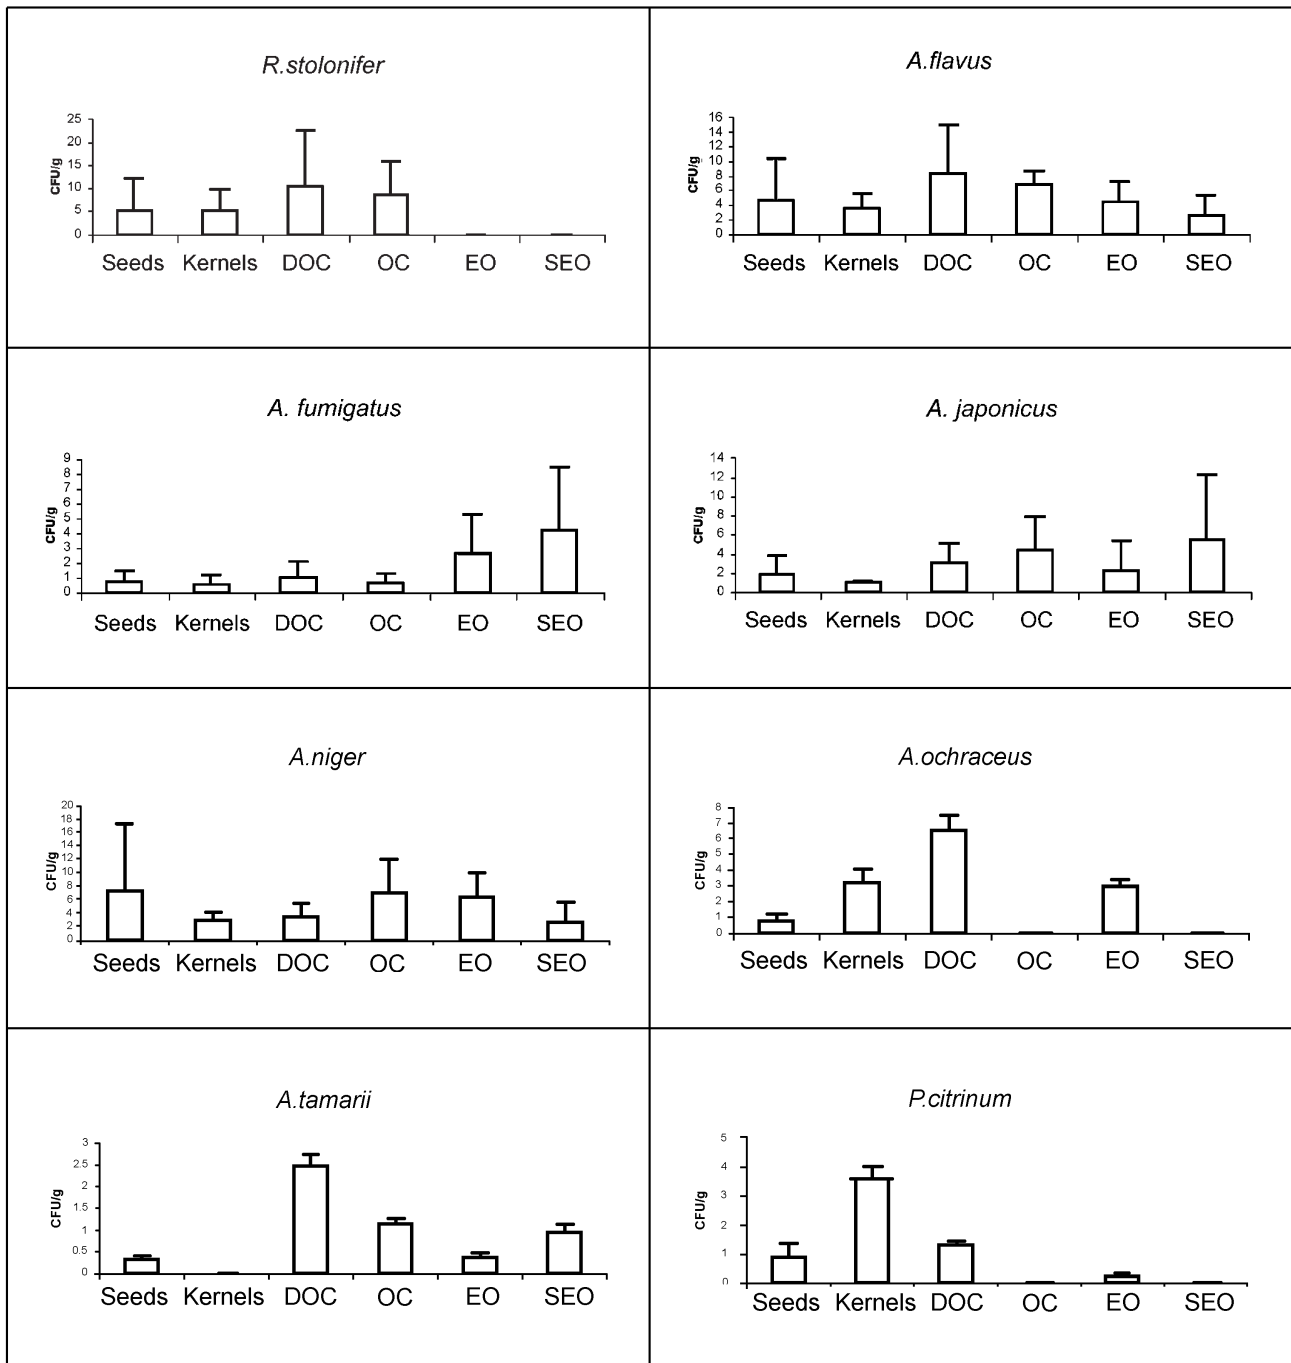 R.stolonifer
25
20
15
10
5
0
CFU/g
Seeds Kernels DOC OC EO SEO
A.flavus
16
14
12
10
8
6
4
2
0
CFU/g
Seeds Kernels DOC OC EO SEO
A. fumigatus
9
8
7
6
5
4
3
2
1
0
CFU/g
Seeds Kernels DOC OC EO SEO
A. japonicus
14
12
10
8
6
4
2
0
CFU/g
Seeds Kernels DOC OC EO SEO
A.niger
20
18
16
14
12
10
8
6
4
2
0
CFU/g
Seeds Kernels DOC OC EO SEO
A.ochraceus
8
7
6
5
4
3
2
1
0
CFU/g
Seeds Kernels DOC OC EO SEO
A.tamarii
3
2.5
2
1.5
1
0.5
0
CFU/g
Seeds Kernels DOC OC EO SEO
P.citrinum
5
4
3
2
1
0
CFU/g
Seeds Kernels DOC OC EO SEO